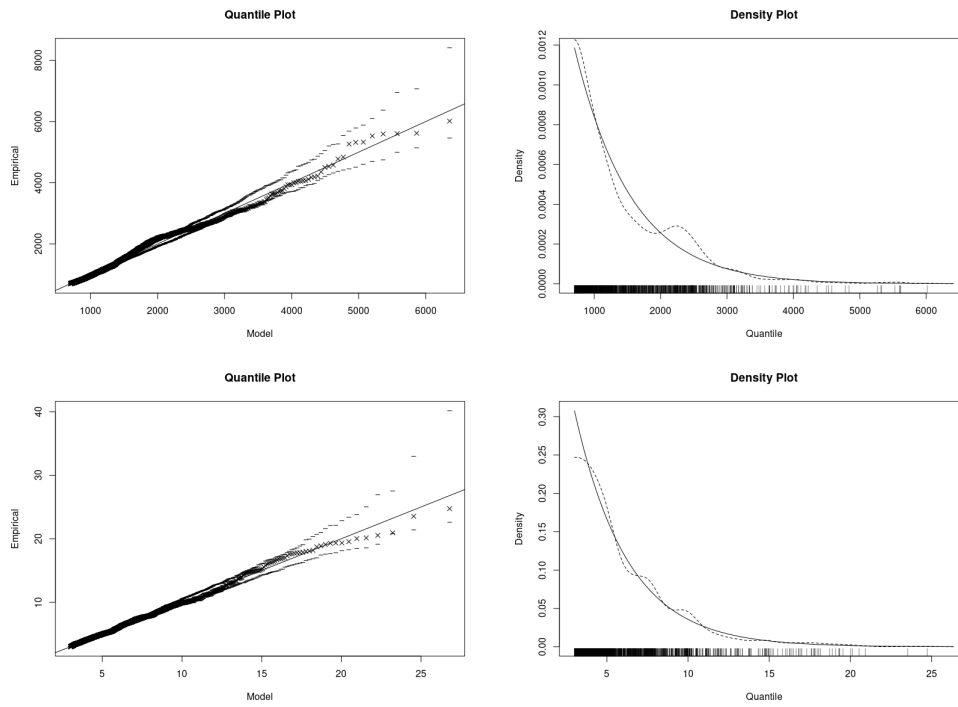 Quantile Plot
Empirical
8000
6000
4000
2000
1000 2000 3000 4000 5000 6000
Model
Density Plot
Density
0.0012
0.0010
0.0008
0.0006
0.0004
0.0002
0.0000
1000 2000 3000 4000 5000 6000
Quantile
Quantile Plot
Empirical
40
30
20
10
5 10 15 20 25
Model
Density Plot
Density
0.30
0.25
0.20
0.15
0.10
0.05
0.00
5 10 15 20 25
Quantile